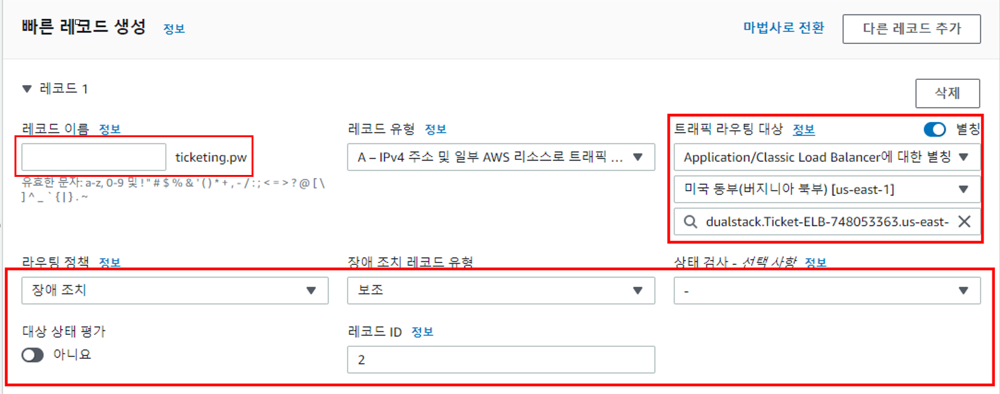 빠른 레코드 생성 정보
마법사로 전환
다른 레코드 추가
▼ 레코드 1
삭제
레코드 이름 정보
ticketing.pw
유효한 문자: a-z, 0-9 및 ! " # $ % & ' ( ) * + , - / : ; < = > ? @ [ \
] ^ _ ` { | } . ~
레코드 유형 정보
A – IPv4 주소 및 일부 AWS 리소스로 트래픽 ...
트래픽 라우팅 대상 정보
별칭
Application/Classic Load Balancer에 대한 별칭
미국 동부(버지니아 북부) [us-east-1]
dualstack.Ticket-ELB-748053363.us-east-
라우팅 정책 정보
장애 조치
장애 조치 레코드 유형
보조
상태 검사 - 선택 사항 정보
-
대상 상태 평가
아니요
레코드 ID 정보
2